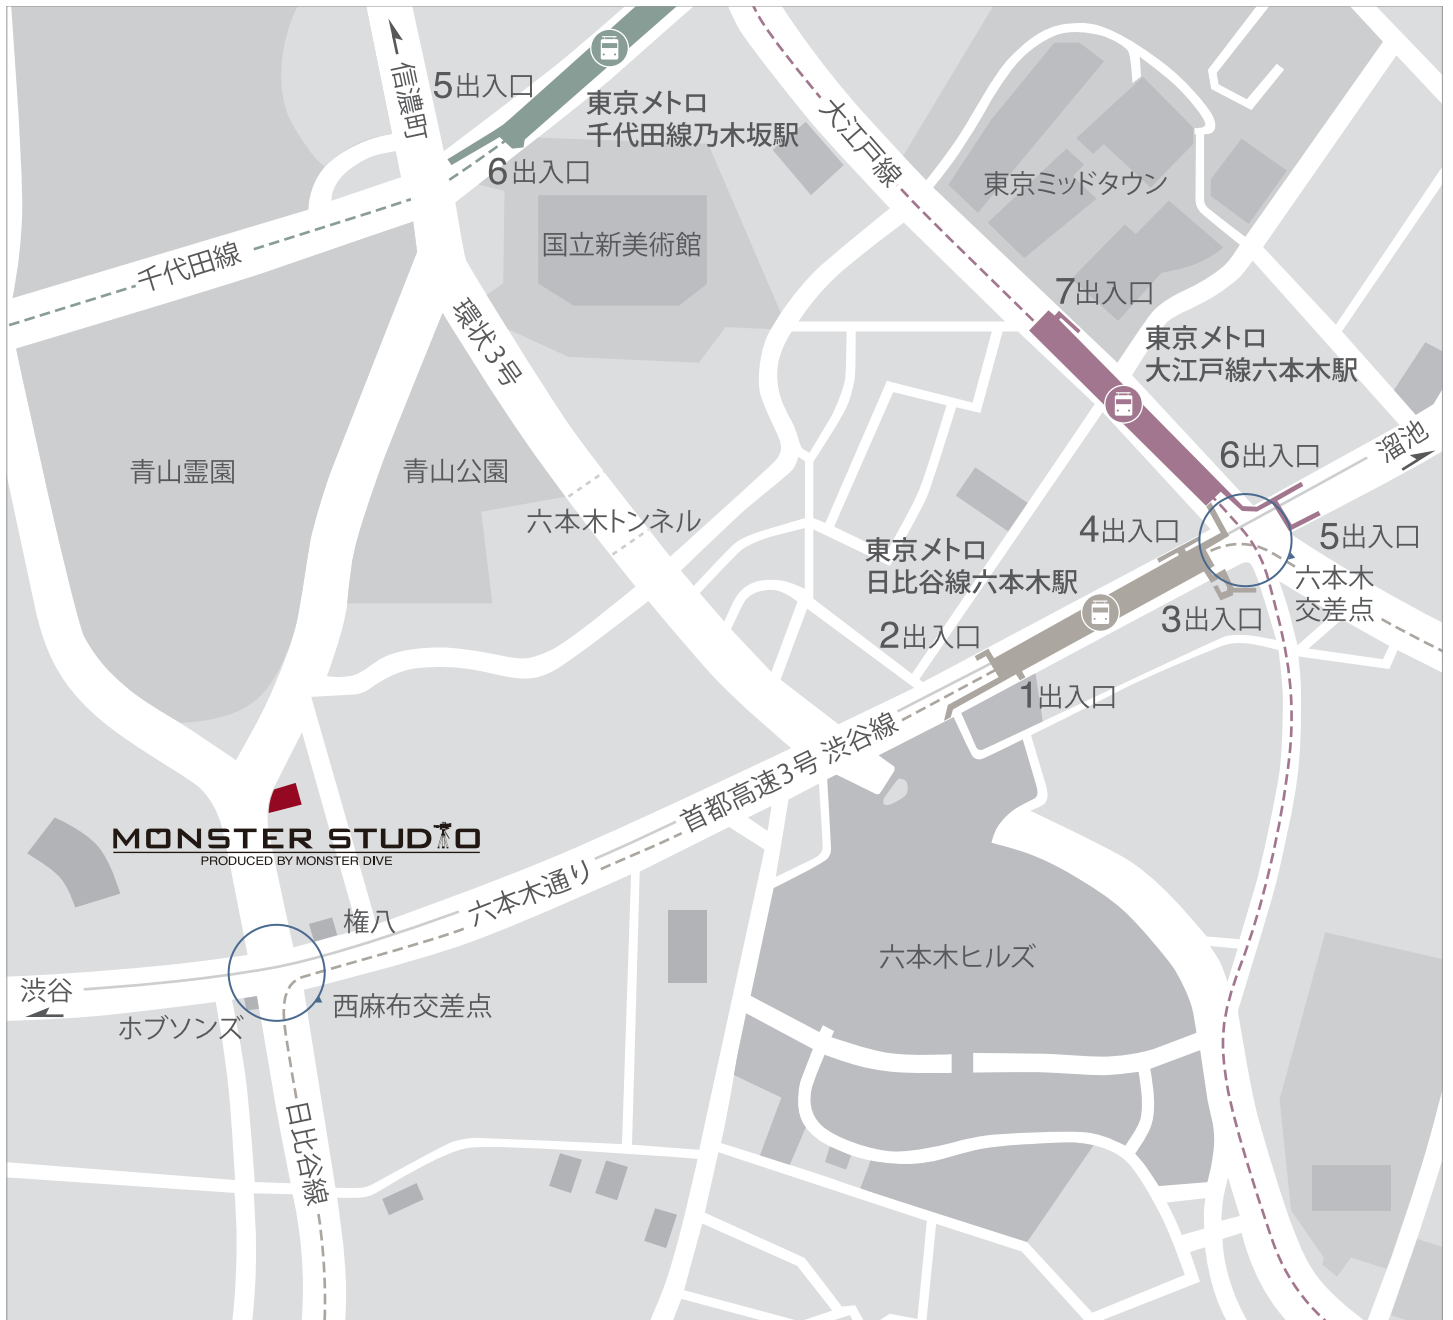 信濃町
5出入口
東京メトロ
千代田線乃木坂駅
6出入口
大江戸線
東京ミッドタウン
国立新美術館
千代田線
7出入口
環状3号
東京メトロ
大江戸線六本木駅
溜池
青山霊園
青山公園
6出入口
六本木トンネル
4出入口
5出入口
東京メトロ
日比谷線六本木駅
六本木
交差点
3出入口
2出入口
1出入口
首都高速3号 渋谷線
MONSTER STUDIO
PRODUCED BY MONSTER DIVE
六本木通り
権八
六本木ヒルズ
渋谷
西麻布交差点
ホブソンズ
日比谷線